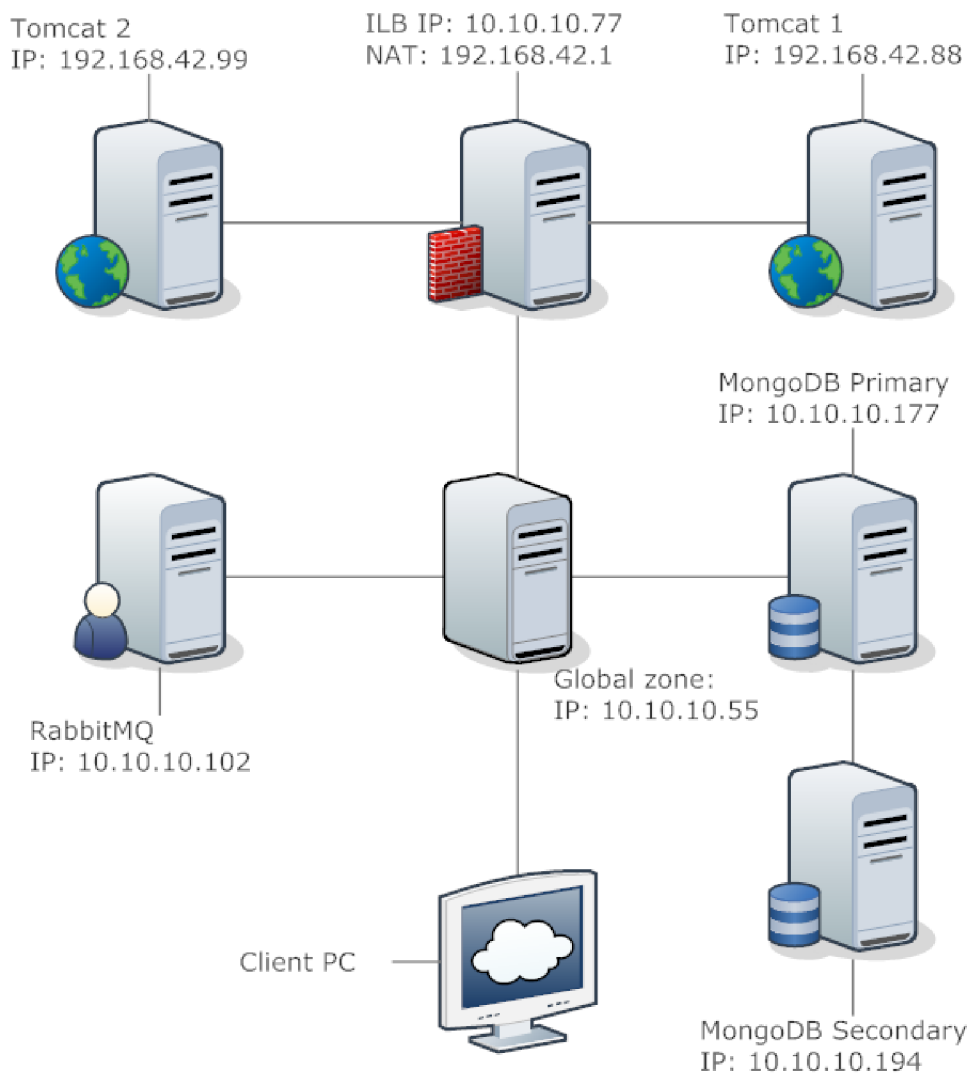 Tomcat 2
IP: 192.168.42.99
ILB IP: 10.10.10.77
NAT: 192.168.42.1
Tomcat 1
IP: 192.168.42.88
MongoDB Primary
IP: 10.10.10.177
Global zone:
IP: 10.10.10.55
RabbitMQ
IP: 10.10.10.102
Client PC
MongoDB Secondary
IP: 10.10.10.194